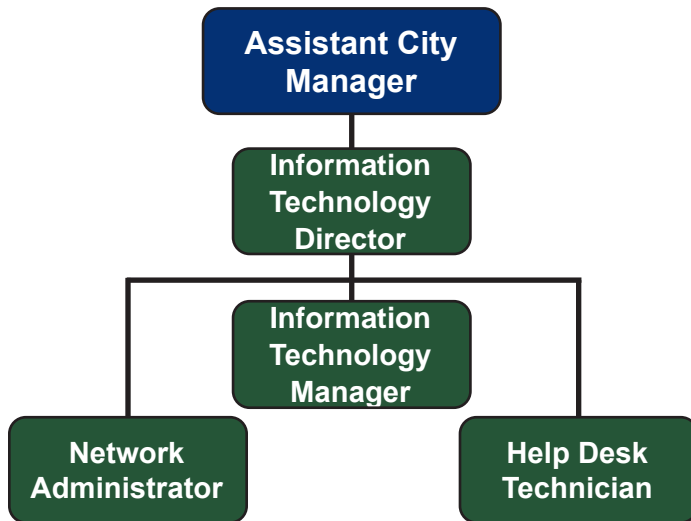 Assistant City
Manager
Information
Technology
Director
Information
Technology
Manager
Network
Administrator
Help Desk
Technician